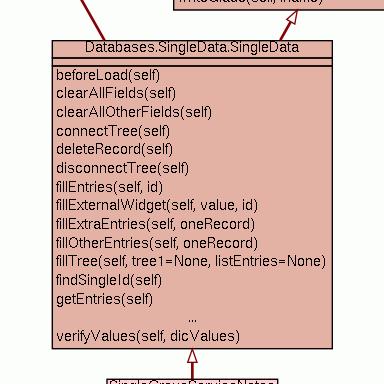 Databases.SingleData.SingleData
beforeLoad(self)
clearAllFields(self)
clearAllOtherFields(self)
connectTree(self)
deleteRecord(self)
disconnectTree(self)
fillEntries(self, id)
fillExternalWidget(self, value, id)
fillExtraEntries(self, oneRecord)
fillOtherEntries(self, oneRecord)
fillTree(self, tree1=None, listEntries=None)
findSingleId(self)
getEntries(self)
...
verifyValues(self, dicValues)